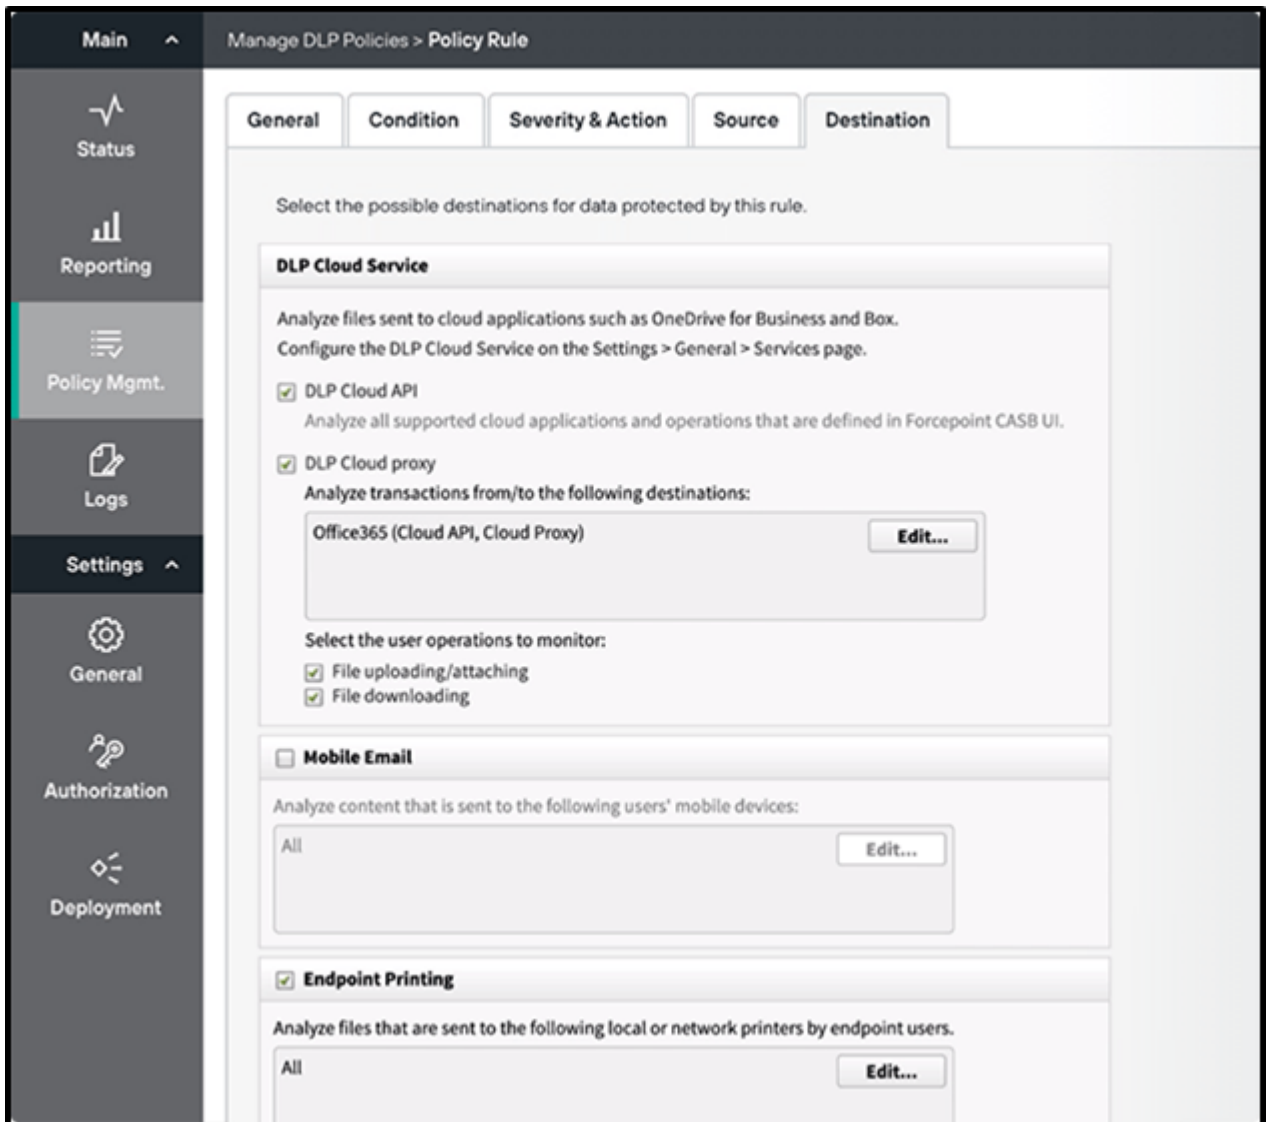 Main
Manage DLP Policies > Policy Rule
Status
Reporting
Policy Mgmt.
Logs
Settings
General
Authorization
Deployment
General
Condition
Severity & Action
Source
Destination
Select the possible destinations for data protected by this rule.
DLP Cloud Service
Analyze files sent to cloud applications such as OneDrive for Business and Box.
Configure the DLP Cloud Service on the Settings > General > Services page.
DLP Cloud API
Analyze all supported cloud applications and operations that are defined in Forcepoint CASB UI.
DLP Cloud proxy
Analyze transactions from/to the following destinations:
Office365 (Cloud API, Cloud Proxy)
Edit...
Select the user operations to monitor:
File uploading/attaching
File downloading
Mobile Email
Analyze content that is sent to the following users' mobile devices:
All
Edit...
Endpoint Printing
Analyze files that are sent to the following local or network printers by endpoint users.
All
Edit...